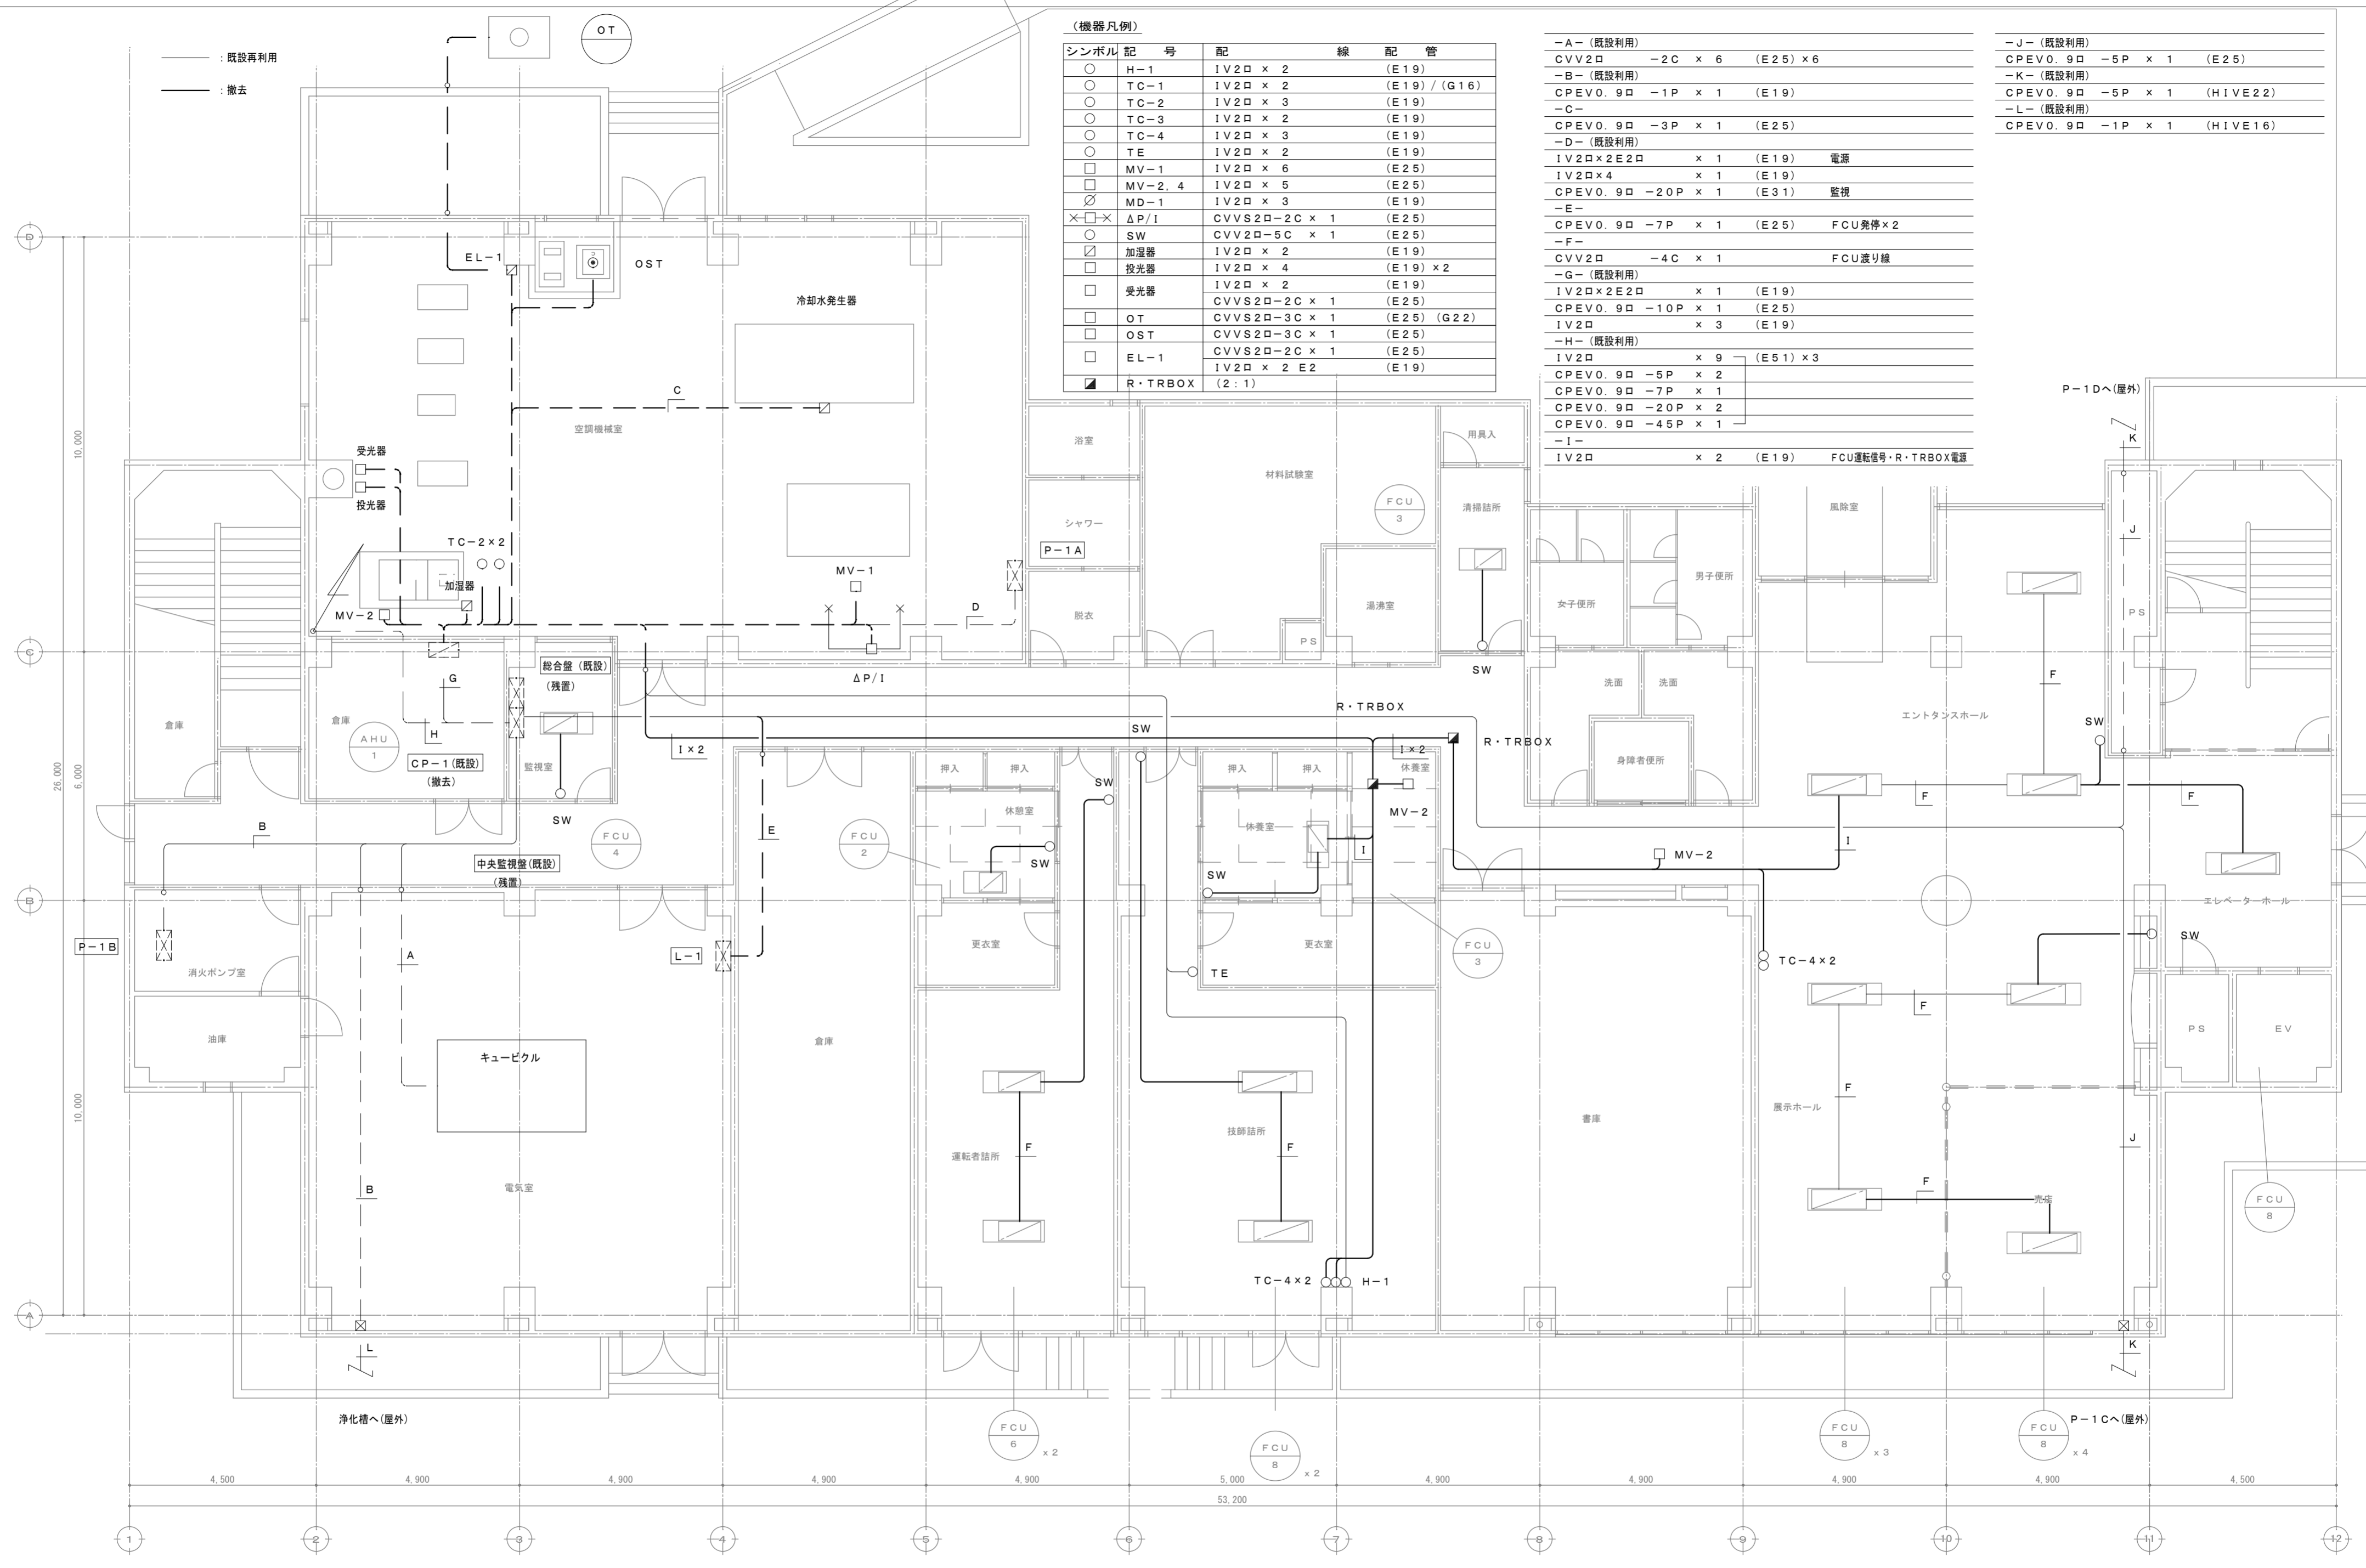 : 既設再利用
: 撤去
OT
(機器凡例)
シンボル 記　号 配　線　配　管
H-1 IV2□ × 2 (E19)
TC-1 IV2□ × 2 (E19)/(G16)
TC-2 IV2□ × 3 (E19)
TC-3 IV2□ × 2 (E19)
TC-4 IV2□ × 3 (E19)
TE IV2□ × 2 (E19)
MV-1 IV2□ × 6 (E25)
MV-2, 4 IV2□ × 5 (E25)
MD-1 IV2□ × 3 (E19)
ΔP/I CVVS2□-2C × 1 (E25)
SW CVV2□-5C × 1 (E25)
加湿器 IV2□ × 2 (E19)
投光器 IV2□ × 4 (E19)×2
受光器 IV2□ × 2 (E19)
CVVS2□-2C × 1 (E25)
OT CVVS2□-3C × 1 (E25) (G22)
OST CVVS2□-3C × 1 (E25)
EL-1 CVVS2□-2C × 1 (E25)
IV2□ × 2 E2 (E19)
R・TRBOX (2:1)
-A-(既設利用)
CVV2□ -2C × 6 (E25)×6
-B-(既設利用)
CPEV0.9□ -1P × 1 (E19)
-C-
CPEV0.9□ -3P × 1 (E25)
-D-(既設利用)
IV2□×2E2□ × 1 (E19) 電源
IV2□×4 × 1 (E19)
CPEV0.9□ -20P × 1 (E31) 監視
-E-
CPEV0.9□ -7P × 1 (E25) FCU発停×2
-F-
CVV2□ -4C × 1 FCU渡り線
-G-(既設利用)
IV2□×2E2□ × 1 (E19)
CPEV0.9□ -10P × 1 (E25)
IV2□ × 3 (E19)
-H-(既設利用)
IV2□ × 9 (E51)×3
CPEV0.9□ -5P × 2
CPEV0.9□ -7P × 1
CPEV0.9□ -20P × 2
CPEV0.9□ -45P × 1
-I-
IV2□ × 2 (E19) FCU運転信号・R・TRBOX電源
-J-(既設利用)
CPEV0.9□ -5P × 1 (E25)
-K-(既設利用)
CPEV0.9□ -5P × 1 (HIVE22)
-L-(既設利用)
CPEV0.9□ -1P × 1 (HIVE16)
D
EL-1
OST
冷却水発生器
C
空調機械室
P-1Dへ(屋外)
K
10,000
受光器
投光器
浴室
材料試験室
用具入
FCU
3
清掃詰所
風除室
シャワー
J
TC-2×2
P-1A
加湿器
MV-1
男子便所
MV-2
D
脱衣
湯沸室
女子便所
PS
PS
C
総合盤(既設)
(残置)
ΔP/I
SW
G
洗面
洗面
F
倉庫
倉庫
H
AHU
1
CP-1(既設)
(撤去)
監視室
SW
R・TRBOX
SW
I×2
I×2
R・TRBOX
エントタンスホール
SW
26,000
6,000
押入
押入
押入
押入
休養室
身障者便所
SW
MV-2
F
F
B
FCU
4
E
FCU
2
休憩室
SW
休養室
SW
I
MV-2
I
中央監視盤(既設)
(残置)
B
エレベーターホール
P-1B
消火ポンプ室
A
L-1
更衣室
更衣室
FCU
3
SW
TE
TC-4×2
F
PS
EV
油庫
キュービクル
倉庫
10,000
F
展示ホール
書庫
技師詰所
F
F
運転者詰所
電気室
B
J
F
売店
FCU
8
TC-4×2
H-1
A
L
K
浄化槽へ(屋外)
FCU
6
x 2
FCU
8
x 2
FCU
8
x 3
FCU
8
x 4
P-1Cへ(屋外)
4,500 4,900 4,900 4,900 4,900 5,000 4,900 4,900 4,900 4,900 4,500
53,200
1 2 3 4 5 6 7 8 9 10 11 12